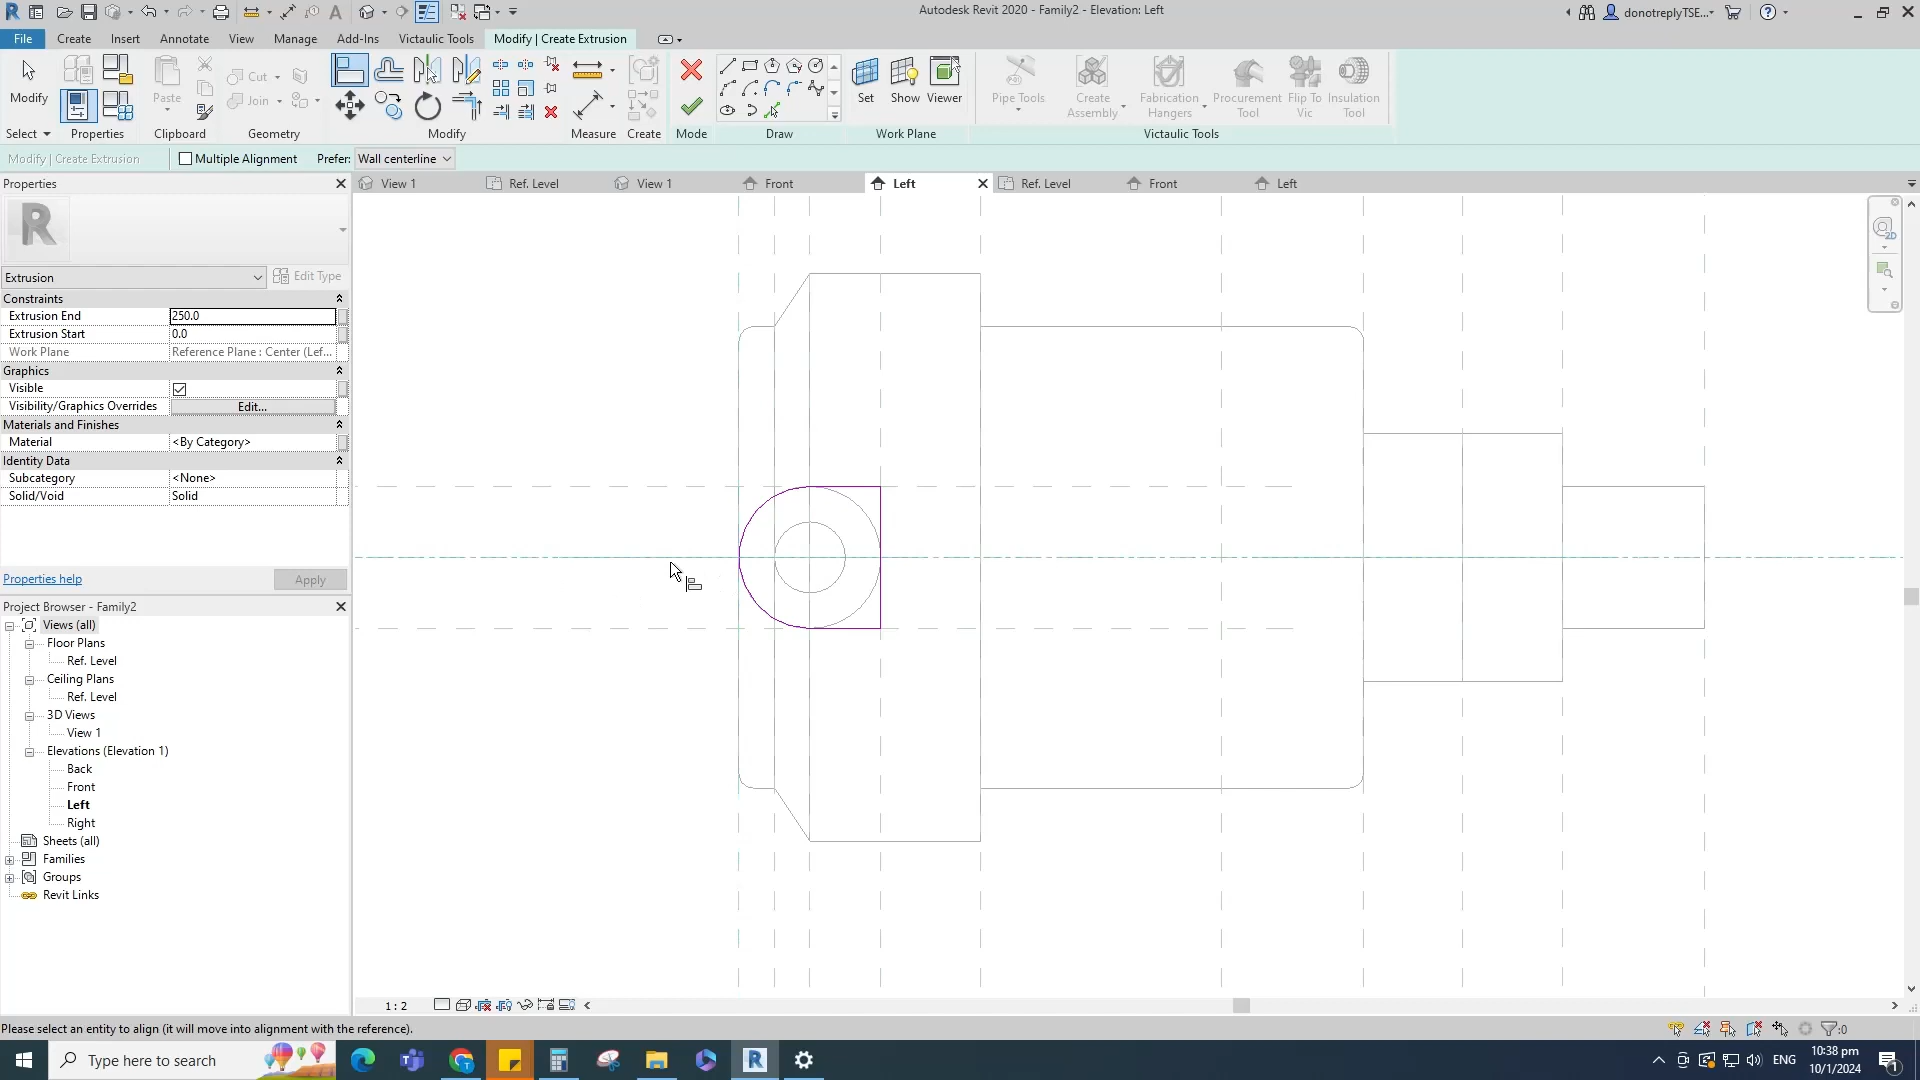 Autodesk Revit 2020 - Family2 - Elevation: Left
donotreplyTSE...
File
Create
Insert
Annotate
View
Manage
Add-Ins
Victaulic Tools
Modify | Create Extrusion
Modify
Paste
Cut
Join
Set
Show
Viewer
Pipe Tools
Create
Assembly
Fabrication
Hangers
Procurement
Tool
Flip To
Vic
Insulation
Tool
Select
Properties
Clipboard
Geometry
Modify
Measure
Create
Mode
Draw
Work Plane
Victaulic Tools
Modify | Create Extrusion
Multiple Alignment
Prefer:
Wall centerline
Properties
View 1
Ref. Level
View 1
Front
Left
Ref. Level
Front
Left
2D
Extrusion
Edit Type
Constraints
Extrusion End
250.0
Extrusion Start
0.0
Work Plane
Reference Plane : Center (Lef...
Graphics
Visible
Visibility/Graphics Overrides
Edit...
Materials and Finishes
Material
<By Category>
Identity Data
Subcategory
<None>
Solid/Void
Solid
Properties help
Apply
Project Browser - Family2
Views (all)
Floor Plans
Ref. Level
Ceiling Plans
Ref. Level
3D Views
View 1
Elevations (Elevation 1)
Back
Front
Left
Right
Sheets (all)
Families
Groups
Revit Links
1 : 2
Please select an entity to align (it will move into alignment with the reference).
:0
Type here to search
ENG
10:38 pm
10/1/2024
1